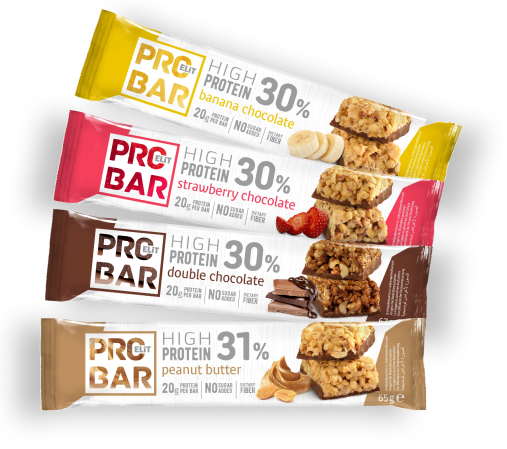 PRO
ELiT
BAR
HIGH
PROTEIN 30%
banana chocolate
20g PROTEIN PER BAR | NO SUGAR ADDED | DIETARY FIBER
PRO
ELiT
BAR
HIGH
PROTEIN 30%
strawberry chocolate
20g PROTEIN PER BAR | NO SUGAR ADDED | DIETARY FIBER
PRO
ELiT
BAR
HIGH
PROTEIN 30%
double chocolate
20g PROTEIN PER BAR | NO SUGAR ADDED | DIETARY FIBER
PRO
ELiT
BAR
HIGH
PROTEIN 31%
peanut butter
20g PROTEIN PER BAR | NO SUGAR ADDED | DIETARY FIBER
65g e